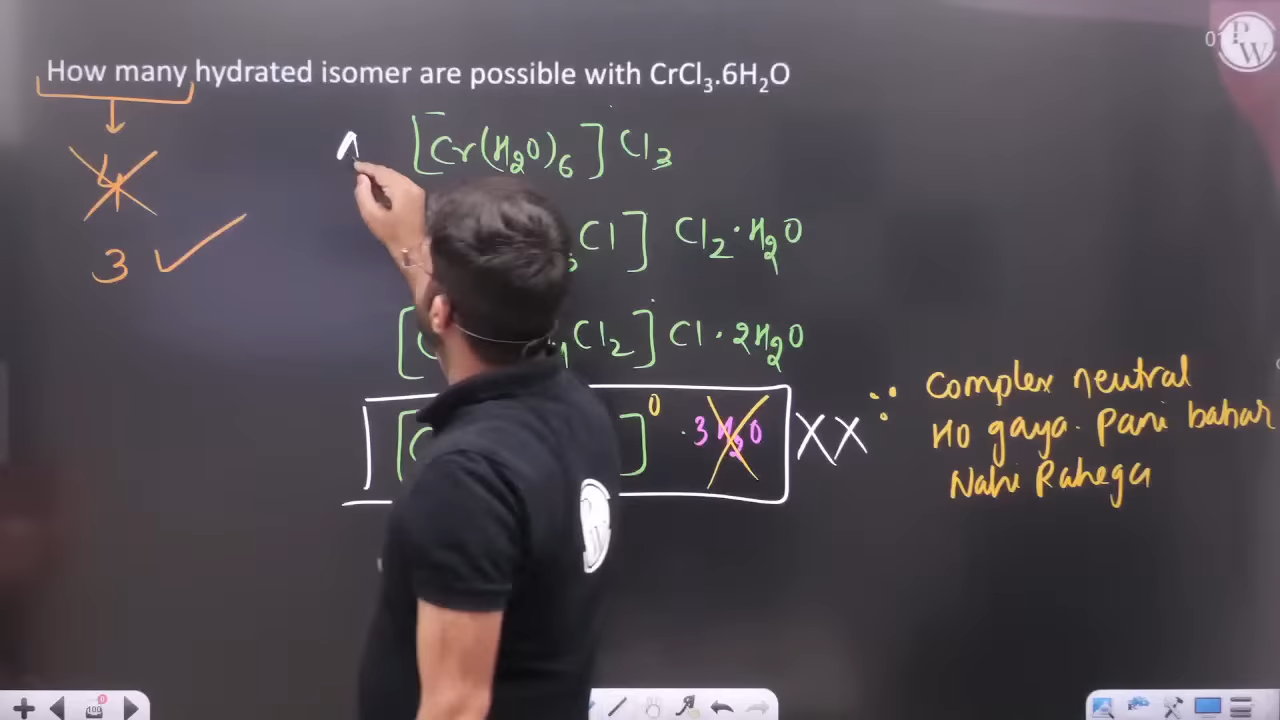 How many hydrated isomer are possible with CrCl₃.6H₂O
PW
4
3
[Cr(H₂O)₆]Cl₃
Cl] Cl₂·H₂O
Cl₂]Cl·2H₂O
]⁰ ·3H₂O XX
∵ Complex neutral
Ho gaya. Pani bahar
Nahi Rahega